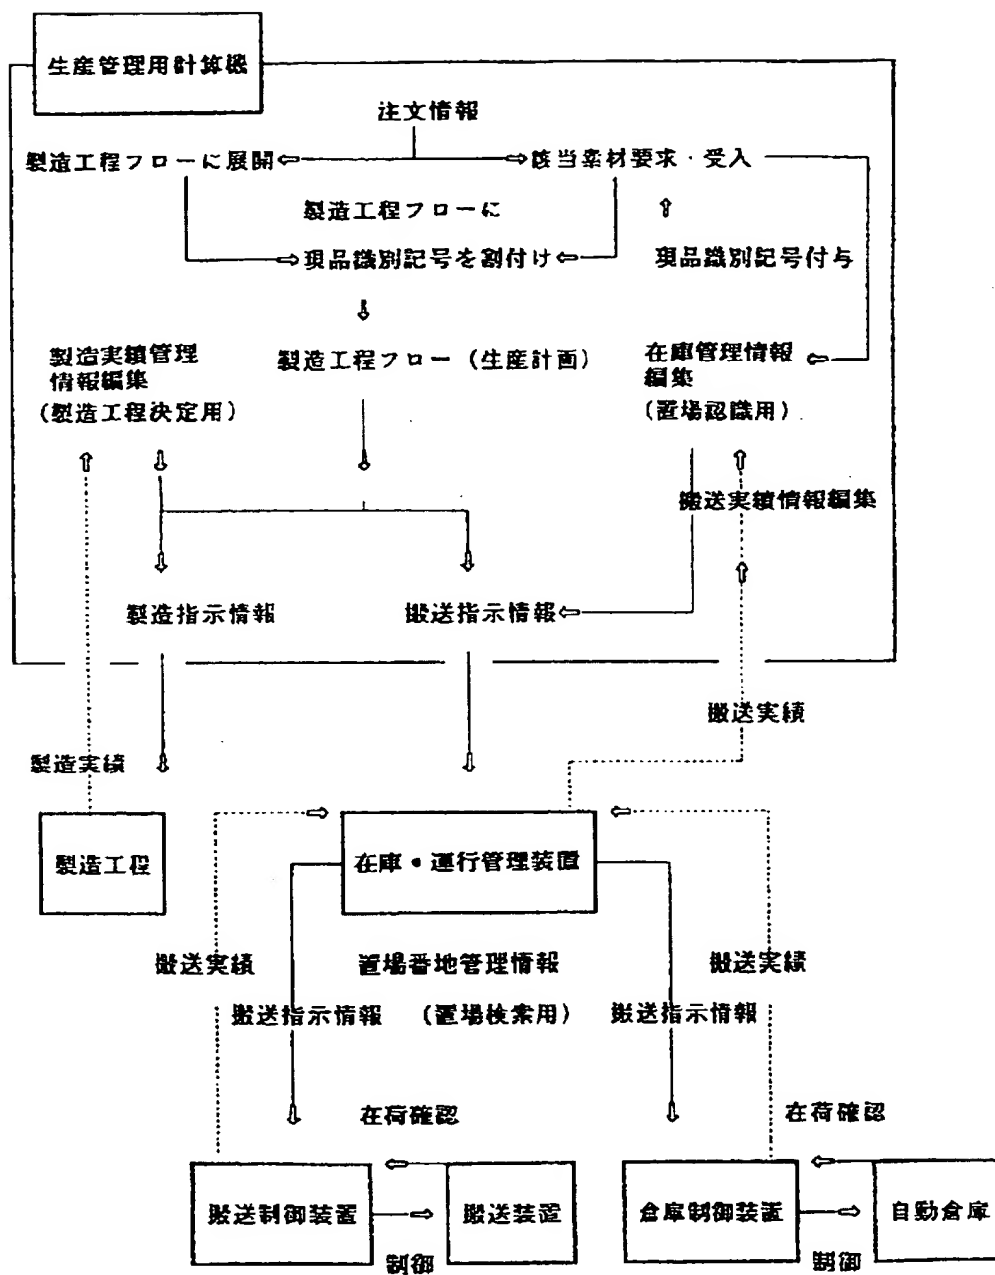 生産管理用計算機
注文情報
製造工程フローに展開
該当素材要求・受入
製造工程フローに
現品識別記号を割付け
現品識別記号付与
製造実績管理
情報編集
(製造工程決定用)
製造工程フロー(生産計画)
在庫管理情報
編集
(置場認識用)
搬送実績情報編集
製造指示情報
搬送指示情報
搬送実績
製造実績
製造工程
在庫・運行管理装置
搬送実績
置場番地管理情報
搬送実績
搬送指示情報
(置場検索用)
搬送指示情報
在荷確認
在荷確認
搬送制御装置
搬送装置
倉庫制御装置
自動倉庫
制御
制御